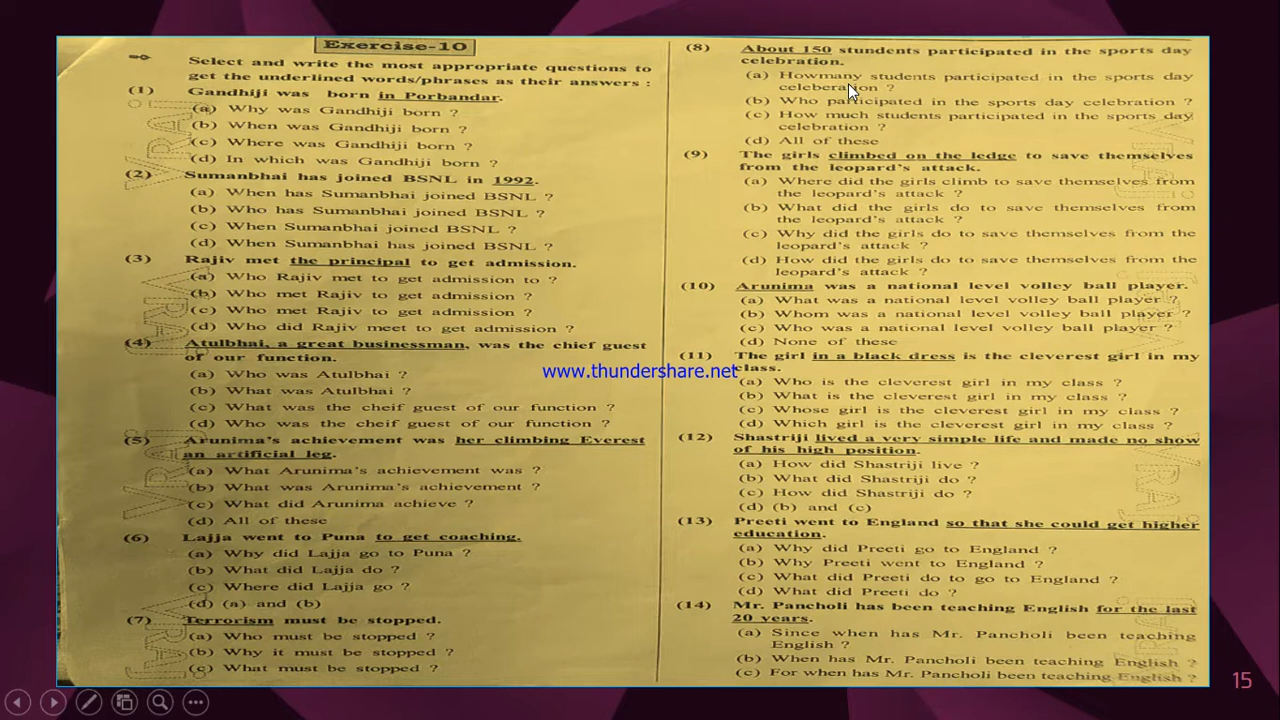 Exercise-10
Select and write the most appropriate questions to
get the underlined words/phrases as their answers :
(1) Gandhiji was born in Porbandar.
(a) Why was Gandhiji born ?
(b) When was Gandhiji born ?
(c) Where was Gandhiji born ?
(d) In which was Gandhiji born ?
(2) Sumanbhai has joined BSNL in 1992.
(a) When has Sumanbhai joined BSNL ?
(b) Who has Sumanbhai joined BSNL ?
(c) When Sumanbhai joined BSNL ?
(d) When Sumanbhai has joined BSNL ?
(3) Rajiv met the principal to get admission.
(a) Who Rajiv met to get admission to ?
(b) Who met Rajiv to get admission ?
(c) Who met Rajiv to get admission ?
(d) Who did Rajiv meet to get admission ?
(4) Atulbhai, a great businessman, was the chief guest
of our function.
(a) Who was Atulbhai ?
(b) What was Atulbhai ?
(c) What was the cheif guest of our function ?
(d) Who was the cheif guest of our function ?
(5) Arunima's achievement was her climbing Everest
an artificial leg.
(a) What Arunima's achievement was ?
(b) What was Arunima's achievement ?
(c) What did Arunima achieve ?
(d) All of these
(6) Lajja went to Puna to get coaching.
(a) Why did Lajja go to Puna ?
(b) What did Lajja do ?
(c) Where did Lajja go ?
(d) (a) and (b)
(7) Terrorism must be stopped.
(a) Who must be stopped ?
(b) Why it must be stopped ?
(c) What must be stopped ?
(8) About 150 stundents participated in the sports day
celebration.
(a) Howmany students participated in the sports day
celeberation ?
(b) Who participated in the sports day celebration ?
(c) How much students participated in the sports day
celebration ?
(d) All of these
(9) The girls climbed on the ledge to save themselves
from the leopard's attack.
(a) Where did the girls climb to save themselves from
the leopard's attack ?
(b) What did the girls do to save themselves from
the leopard's attack ?
(c) Why did the girls do to save themselves from the
leopard's attack ?
(d) How did the girls do to save themselves from the
leopard's attack ?
(10) Arunima was a national level volley ball player.
(a) What was a national level volley ball player ?
(b) Whom was a national level volley ball player ?
(c) Who was a national level volley ball player ?
(d) None of these
(11) The girl in a black dress is the cleverest girl in my
class.
(a) Who is the cleverest girl in my class ?
(b) What is the cleverest girl in my class ?
(c) Whose girl is the cleverest girl in my class ?
(d) Which girl is the cleverest girl in my class ?
(12) Shastriji lived a very simple life and made no show
of his high position.
(a) How did Shastriji live ?
(b) What did Shastriji do ?
(c) How did Shastriji do ?
(d) (b) and (c)
(13) Preeti went to England so that she could get higher
education.
(a) Why did Preeti go to England ?
(b) Why Preeti went to England ?
(c) What did Preeti do to go to England ?
(d) What did Preeti do ?
(14) Mr. Pancholi has been teaching English for the last
20 years.
(a) Since when has Mr. Pancholi been teaching
English ?
(b) When has Mr. Pancholi been teaching English ?
(c) For when has Mr. Pancholi been teaching English ?
www.thundershare.net
15